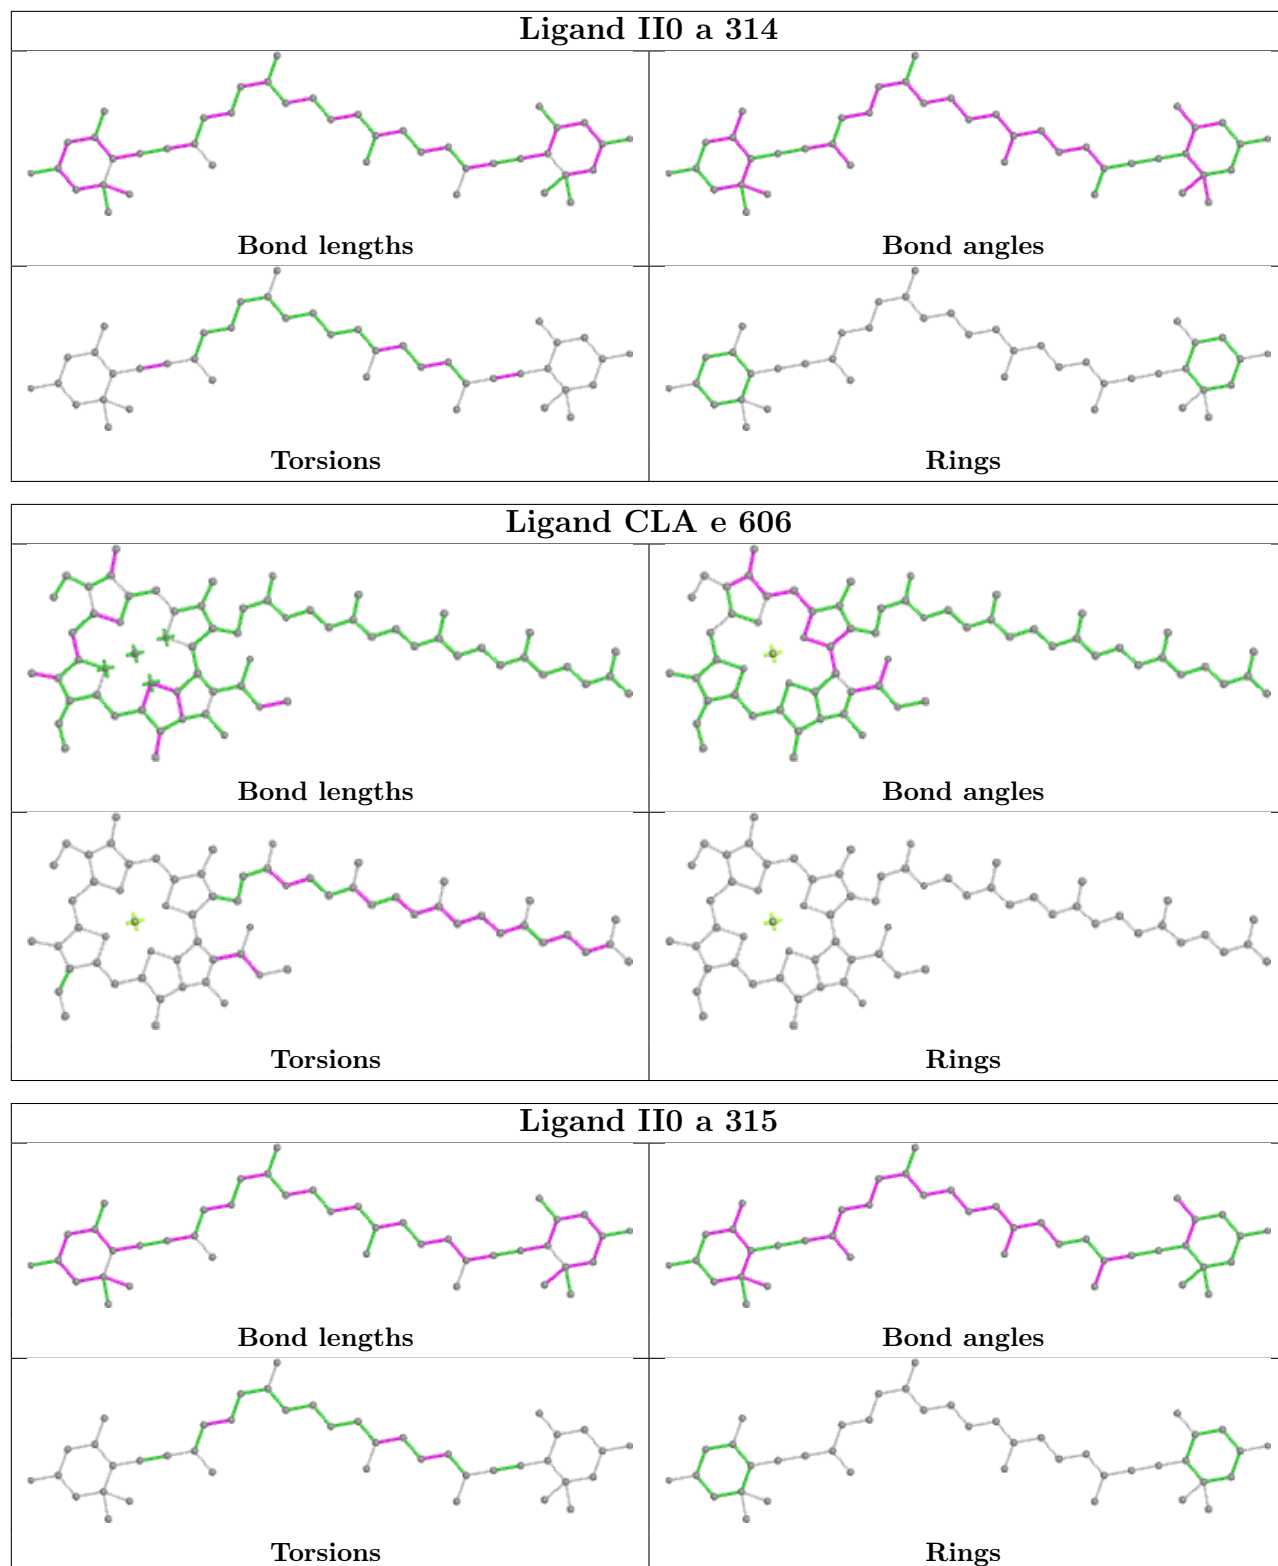 Ligand II0 a 314
Bond lengths
Bond angles
Torsions
Rings
Ligand CLA e 606
Bond lengths
Bond angles
Torsions
Rings
Ligand II0 a 315
Bond lengths
Bond angles
Torsions
Rings